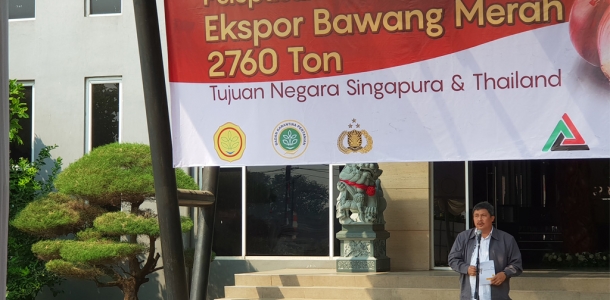 Ekspor Bawang Merah
2760 Ton
Tujuan Negara Singapura & Thailand